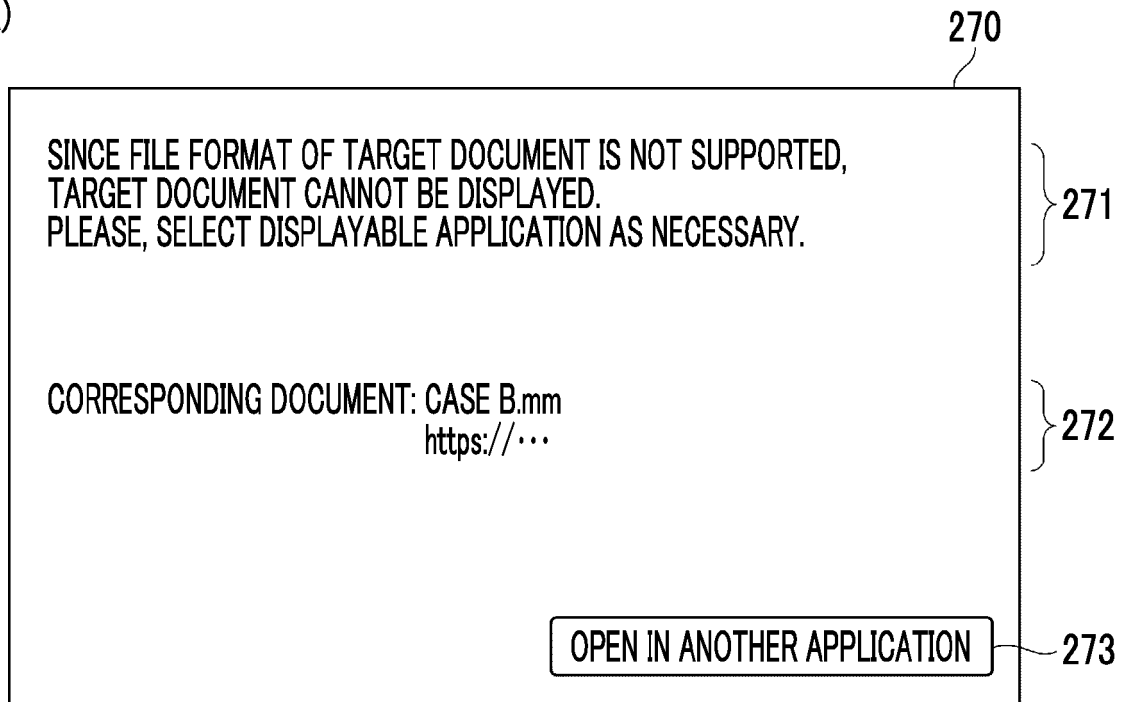 )
270
SINCE FILE FORMAT OF TARGET DOCUMENT IS NOT SUPPORTED,
TARGET DOCUMENT CANNOT BE DISPLAYED.
PLEASE, SELECT DISPLAYABLE APPLICATION AS NECESSARY.
271
CORRESPONDING DOCUMENT: CASE B.mm
https://···
272
OPEN IN ANOTHER APPLICATION
273